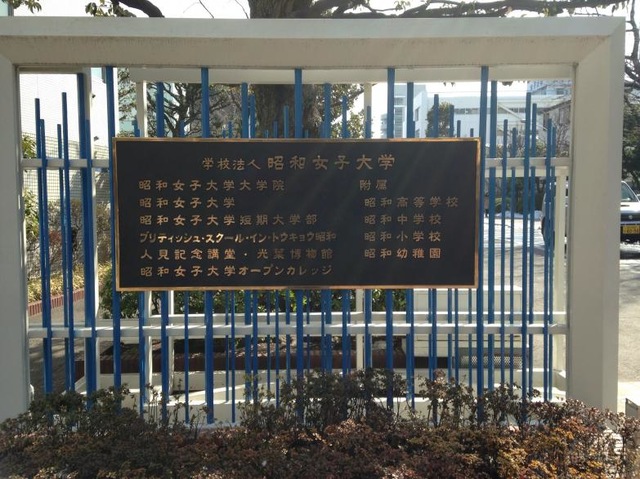 学校法人 昭和女子大学
昭和女子大学大学院
昭和女子大学
昭和女子大学短期大学部
ブリティッシュ・スクール・イン・トウキョウ昭和
人見記念講堂・光葉博物館
昭和女子大学オープンカレッジ
附属
昭和高等学校
昭和中学校
昭和小学校
昭和幼稚園